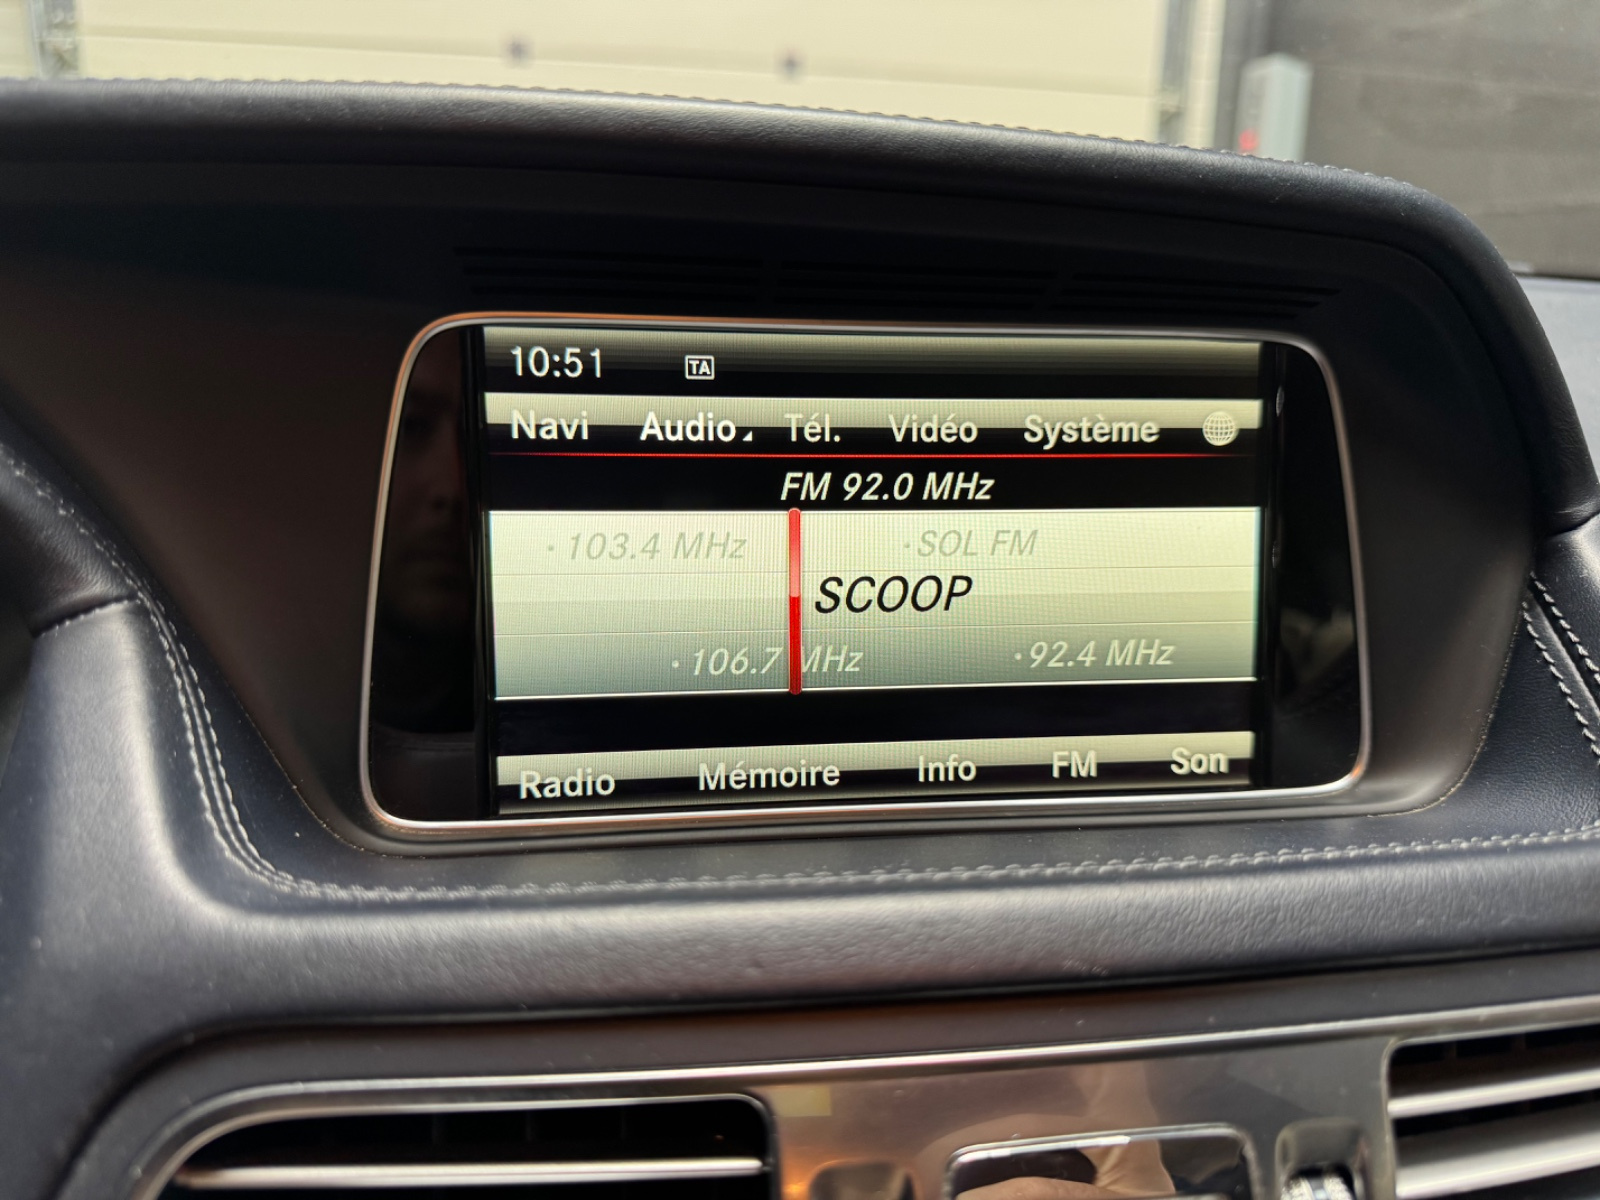 10:51 TA
Navi Audio Tél. Vidéo Système
FM 92.0 MHz
· 103.4 MHz · SOL FM
SCOOP
· 106.7 MHz · 92.4 MHz
Radio Mémoire Info FM Son